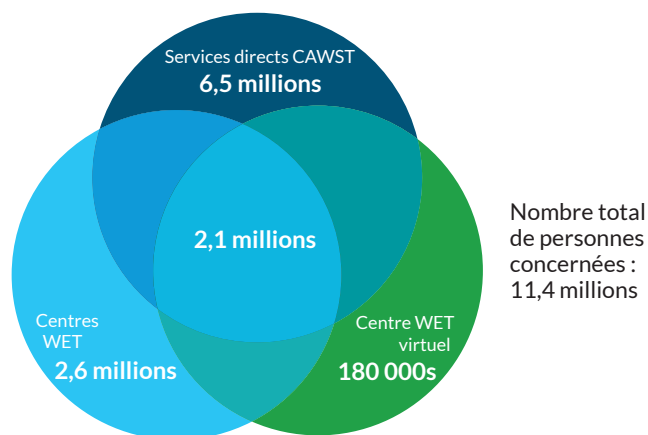 Services directs CAWST
6,5 millions
2,1 millions
Centres
WET
2,6 millions
Centre WET
virtuel
180 000s
Nombre total
de personnes
concernées :
11,4 millions